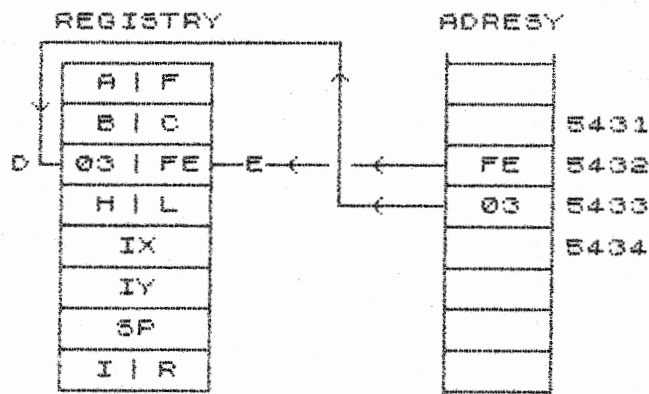 REGISTRY ADRESY
A | F
B | C 5431
D 03 | FE E FE 5432
H | L 03 5433
IX 5434
IY
SP
I | R